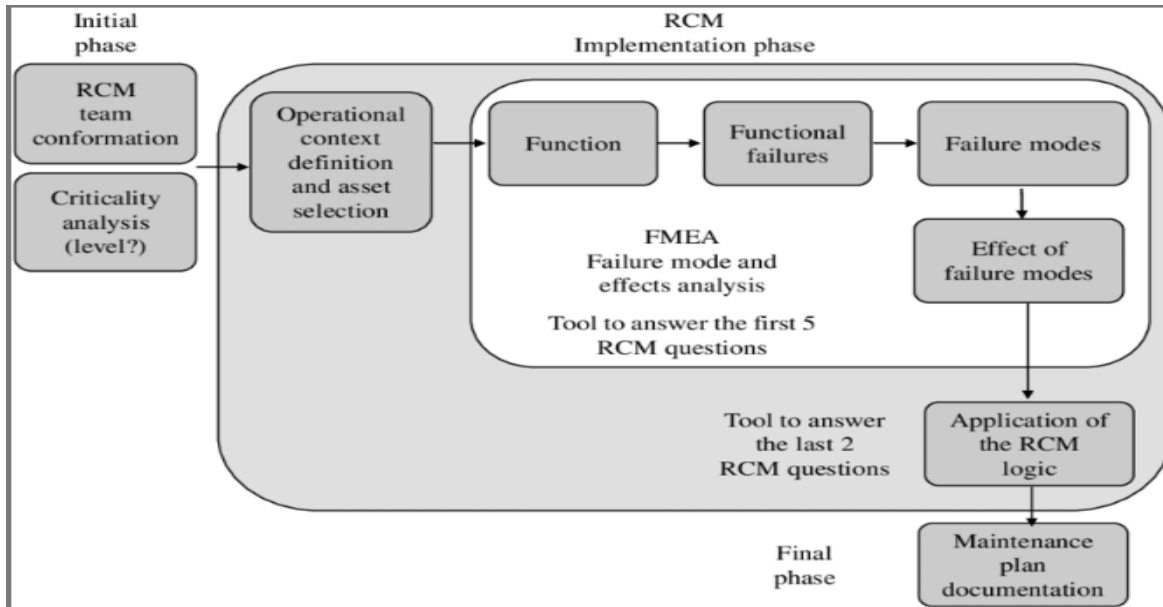 Initial
phase
RCM
Implementation phase
RCM
team
conformation
Criticality
analysis
(level?)
Operational
context
definition
and asset
selection
Function
Functional
failures
Failure modes
Effect of
failure modes
FMEA
Failure mode and
effects analysis
Tool to answer the first 5
RCM questions
Tool to answer
the last 2
RCM questions
Application of
the RCM
logic
Final
phase
Maintenance
plan
documentation